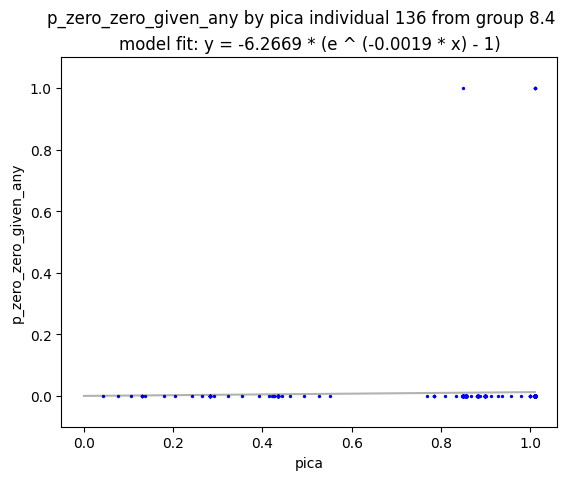 p_zero_zero_given_any by pica individual 136 from group 8.4
model fit: y = -6.2669 * (e ^ (-0.0019 * x) - 1)
p_zero_zero_given_any
1.0
0.8
0.6
0.4
0.2
0.0
0.0 0.2 0.4 0.6 0.8 1.0
pica